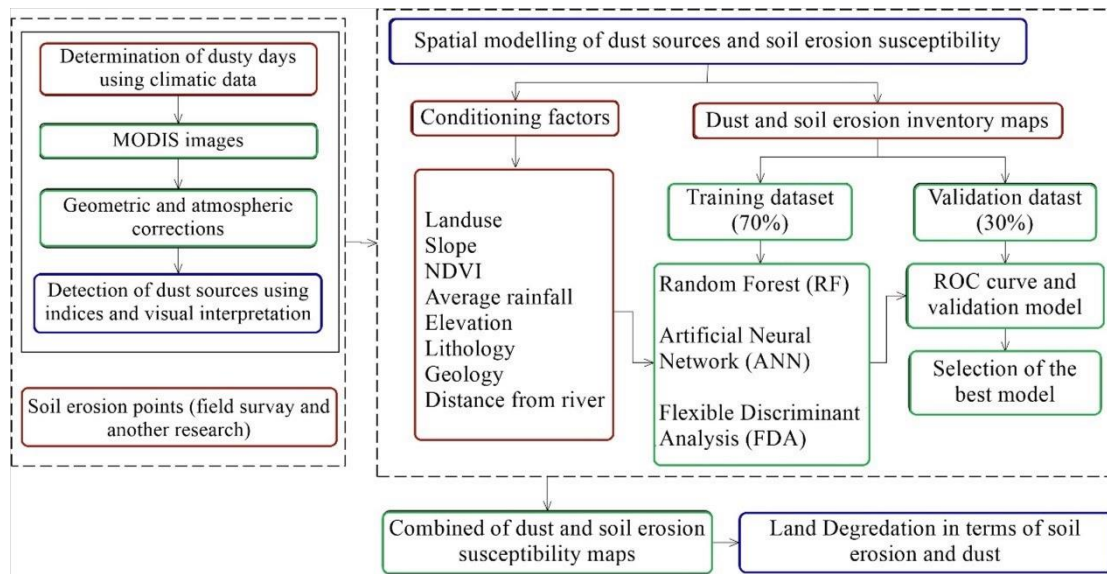 Determination of dusty days
using climatic data
MODIS images
Geometric and atmospheric
corrections
Detection of dust sources using
indices and visual interpretation
Soil erosion points (field survay and
another research)
Spatial modelling of dust sources and soil erosion susceptibility
Conditioning factors
Dust and soil erosion inventory maps
Landuse
Slope
NDVI
Average rainfall
Elevation
Lithology
Geology
Distance from river
Training dataset
(70%)
Validation datast
(30%)
Random Forest (RF)
Artificial Neural
Network (ANN)
Flexible Discriminant
Analysis (FDA)
ROC curve and
validation model
Selection of the
best model
Combined of dust and soil erosion
susceptibility maps
Land Degredation in terms of soil
erosion and dust